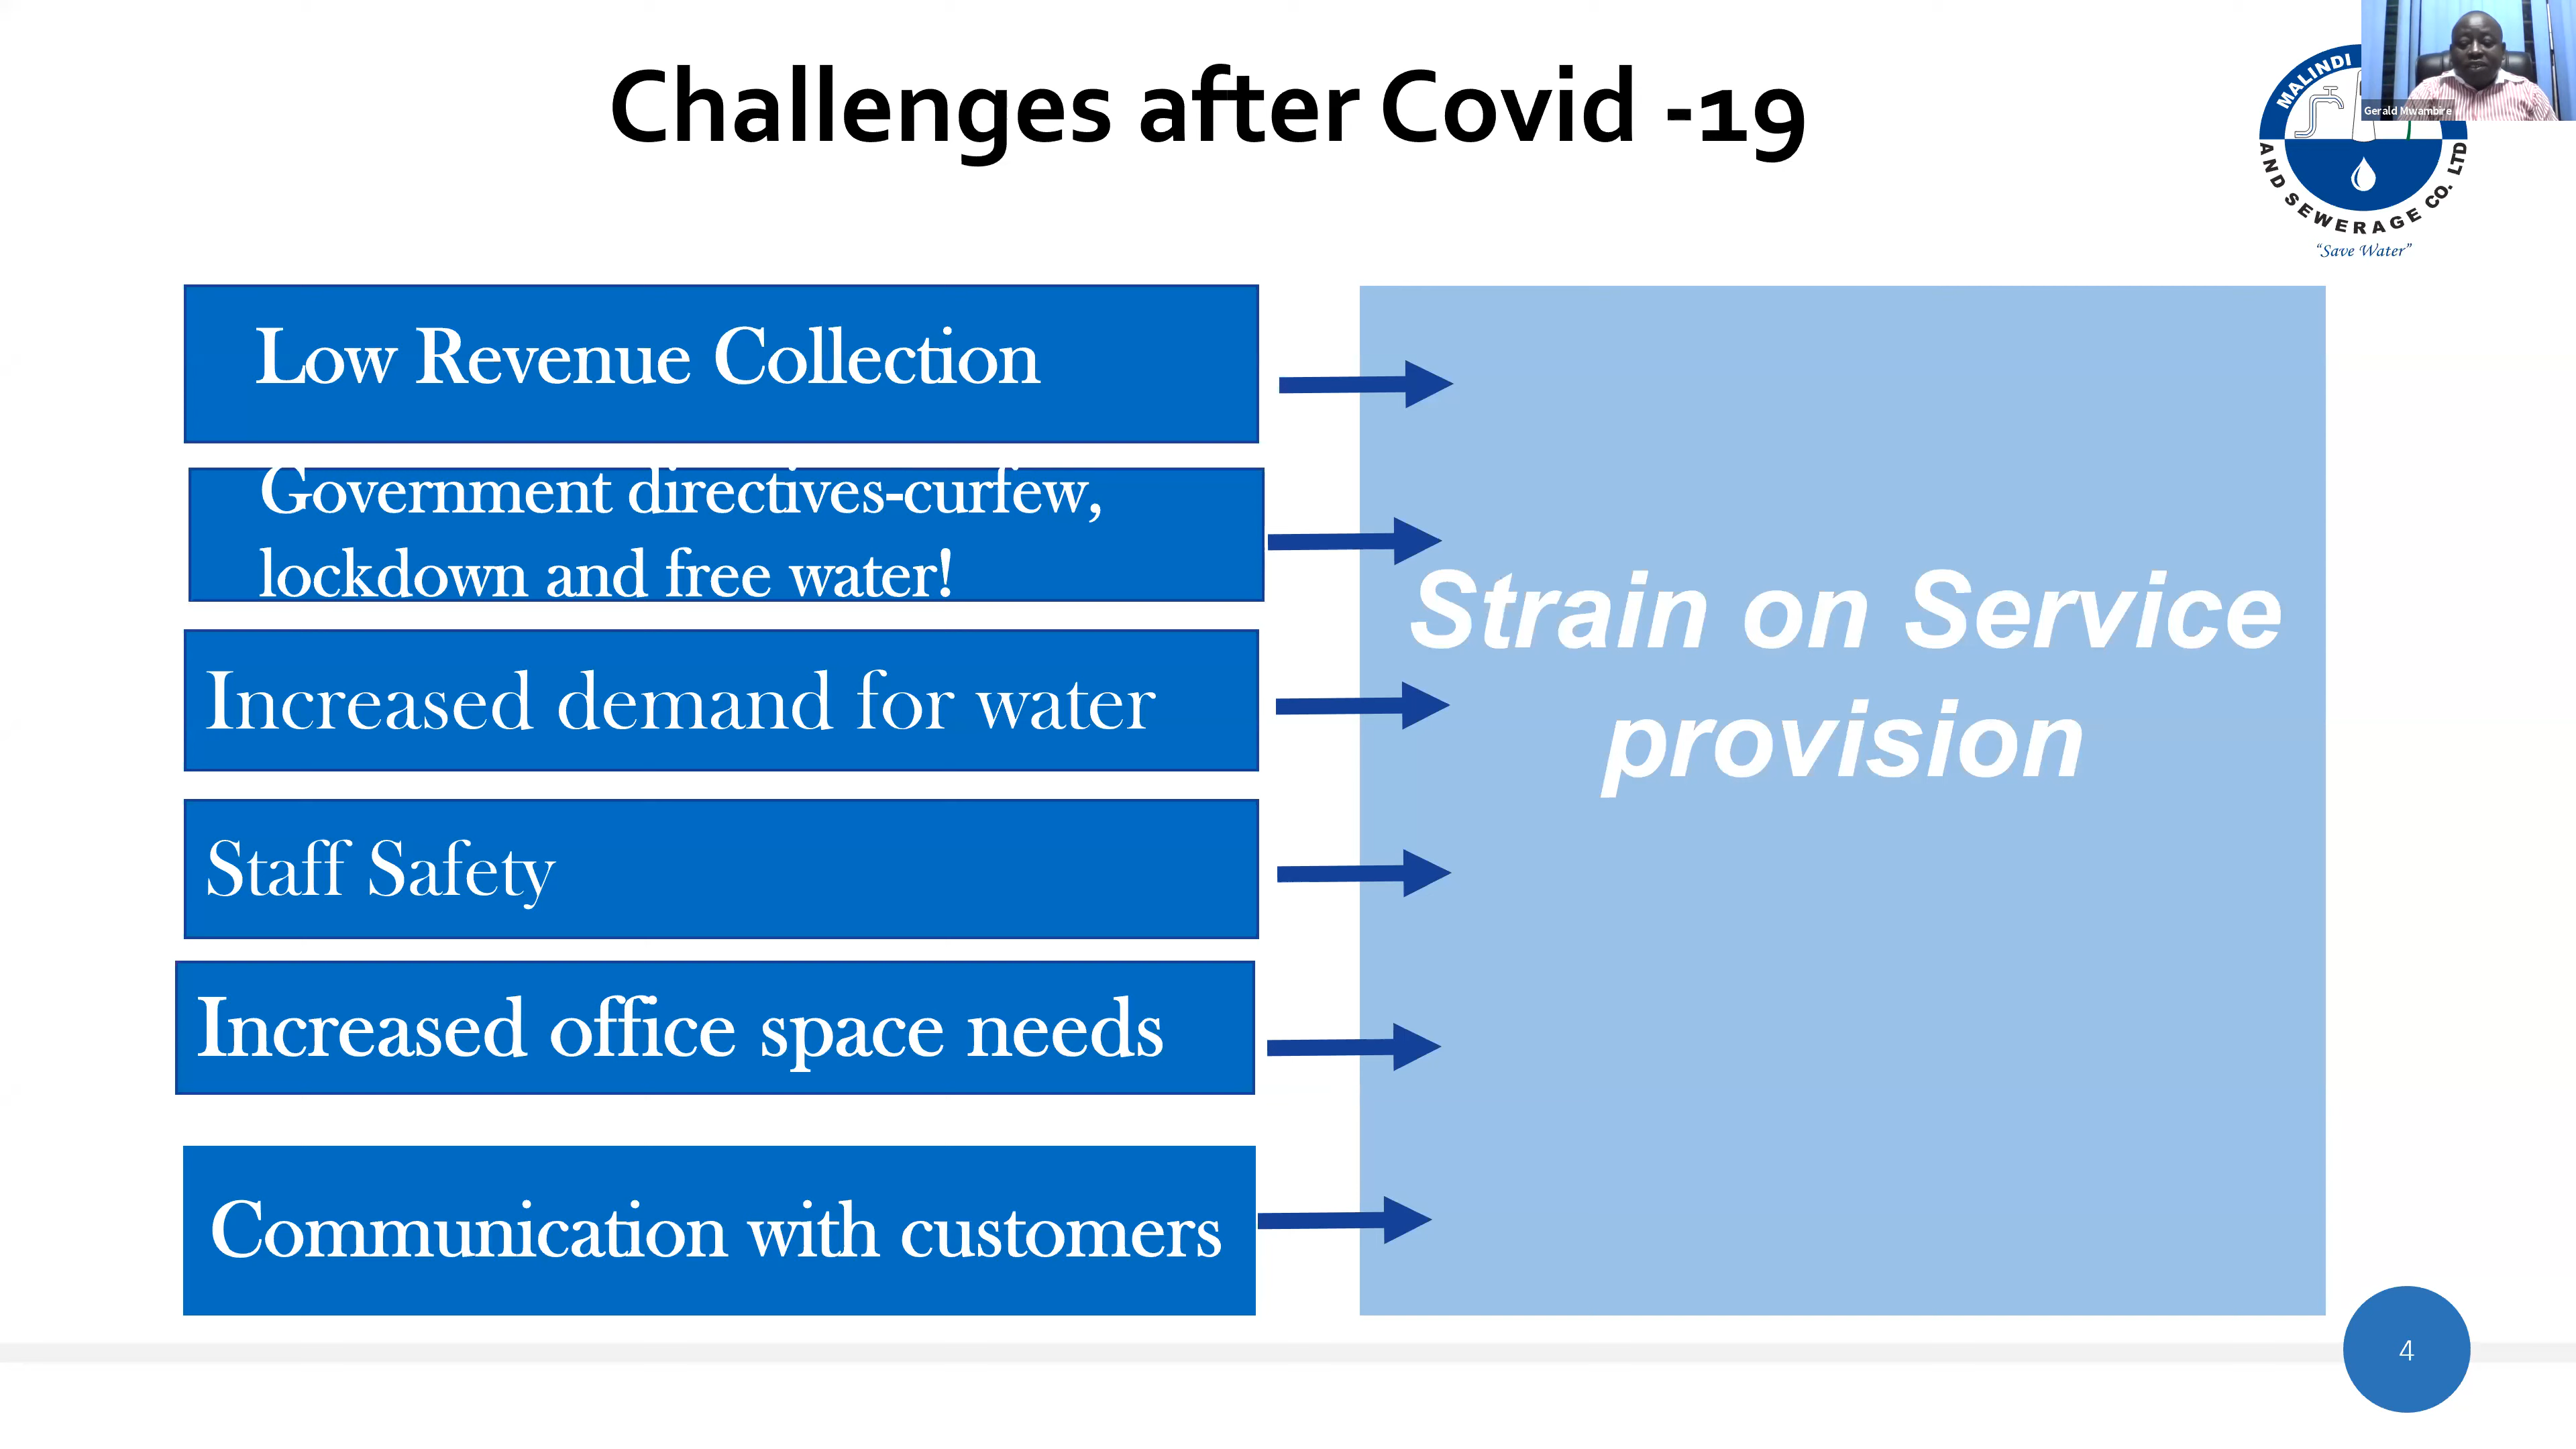 Challenges after Covid -19
Gerald Mwambire
MALINDI
AND SEWERAGE CO. LTD
"Save Water"
Low Revenue Collection
Government directives-curfew,
lockdown and free water!
Increased demand for water
Staff Safety
Increased office space needs
Communication with customers
Strain on Service
provision
4